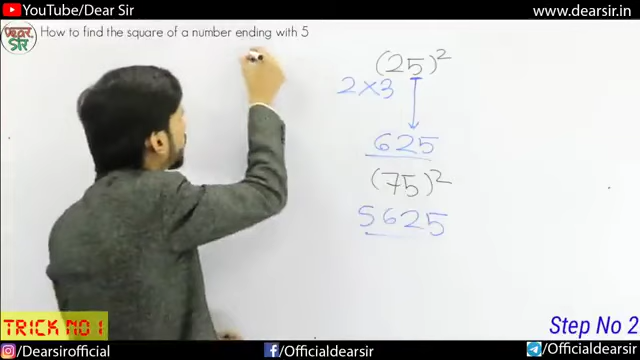 YouTube/Dear Sir
www.dearsir.in
DEAR SIR
How to find the square of a number ending with 5
(25)²
2×3
625
(75)²
5625
TRICK NO 1
Step No 2
/Dearsirofficial
/Officialdearsir
/Officialdearsir